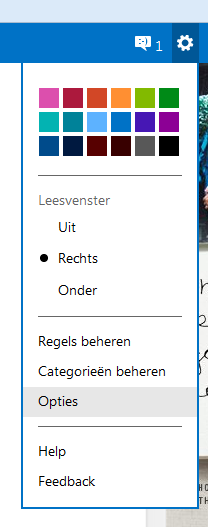 1
Leesvenster
Uit
Rechts
Onder
Regels beheren
Categorieën beheren
Opties
Help
Feedback